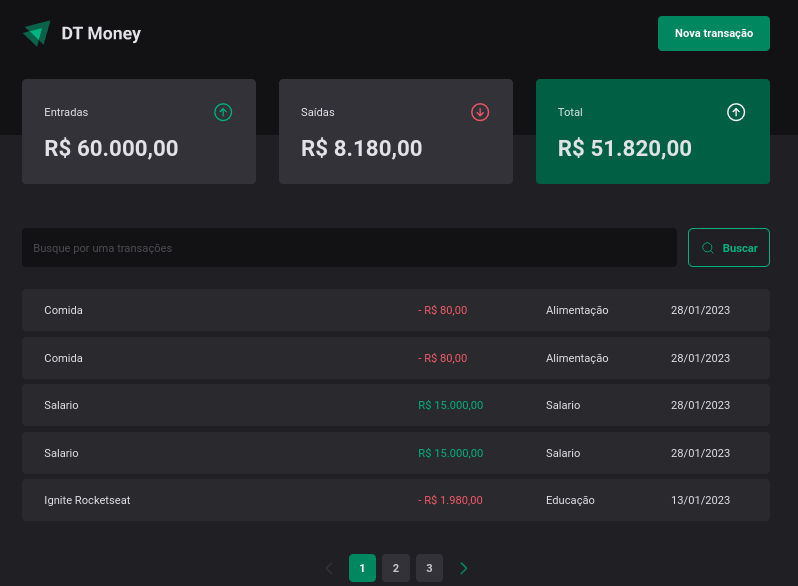 DT Money
Nova transação
Entradas
R$ 60.000,00
Saídas
R$ 8.180,00
Total
R$ 51.820,00
Busque por uma transações
Buscar
Comida - R$ 80,00 Alimentação 28/01/2023
Comida - R$ 80,00 Alimentação 28/01/2023
Salario R$ 15.000,00 Salario 28/01/2023
Salario R$ 15.000,00 Salario 28/01/2023
Ignite Rocketseat - R$ 1.980,00 Educação 13/01/2023
1 2 3